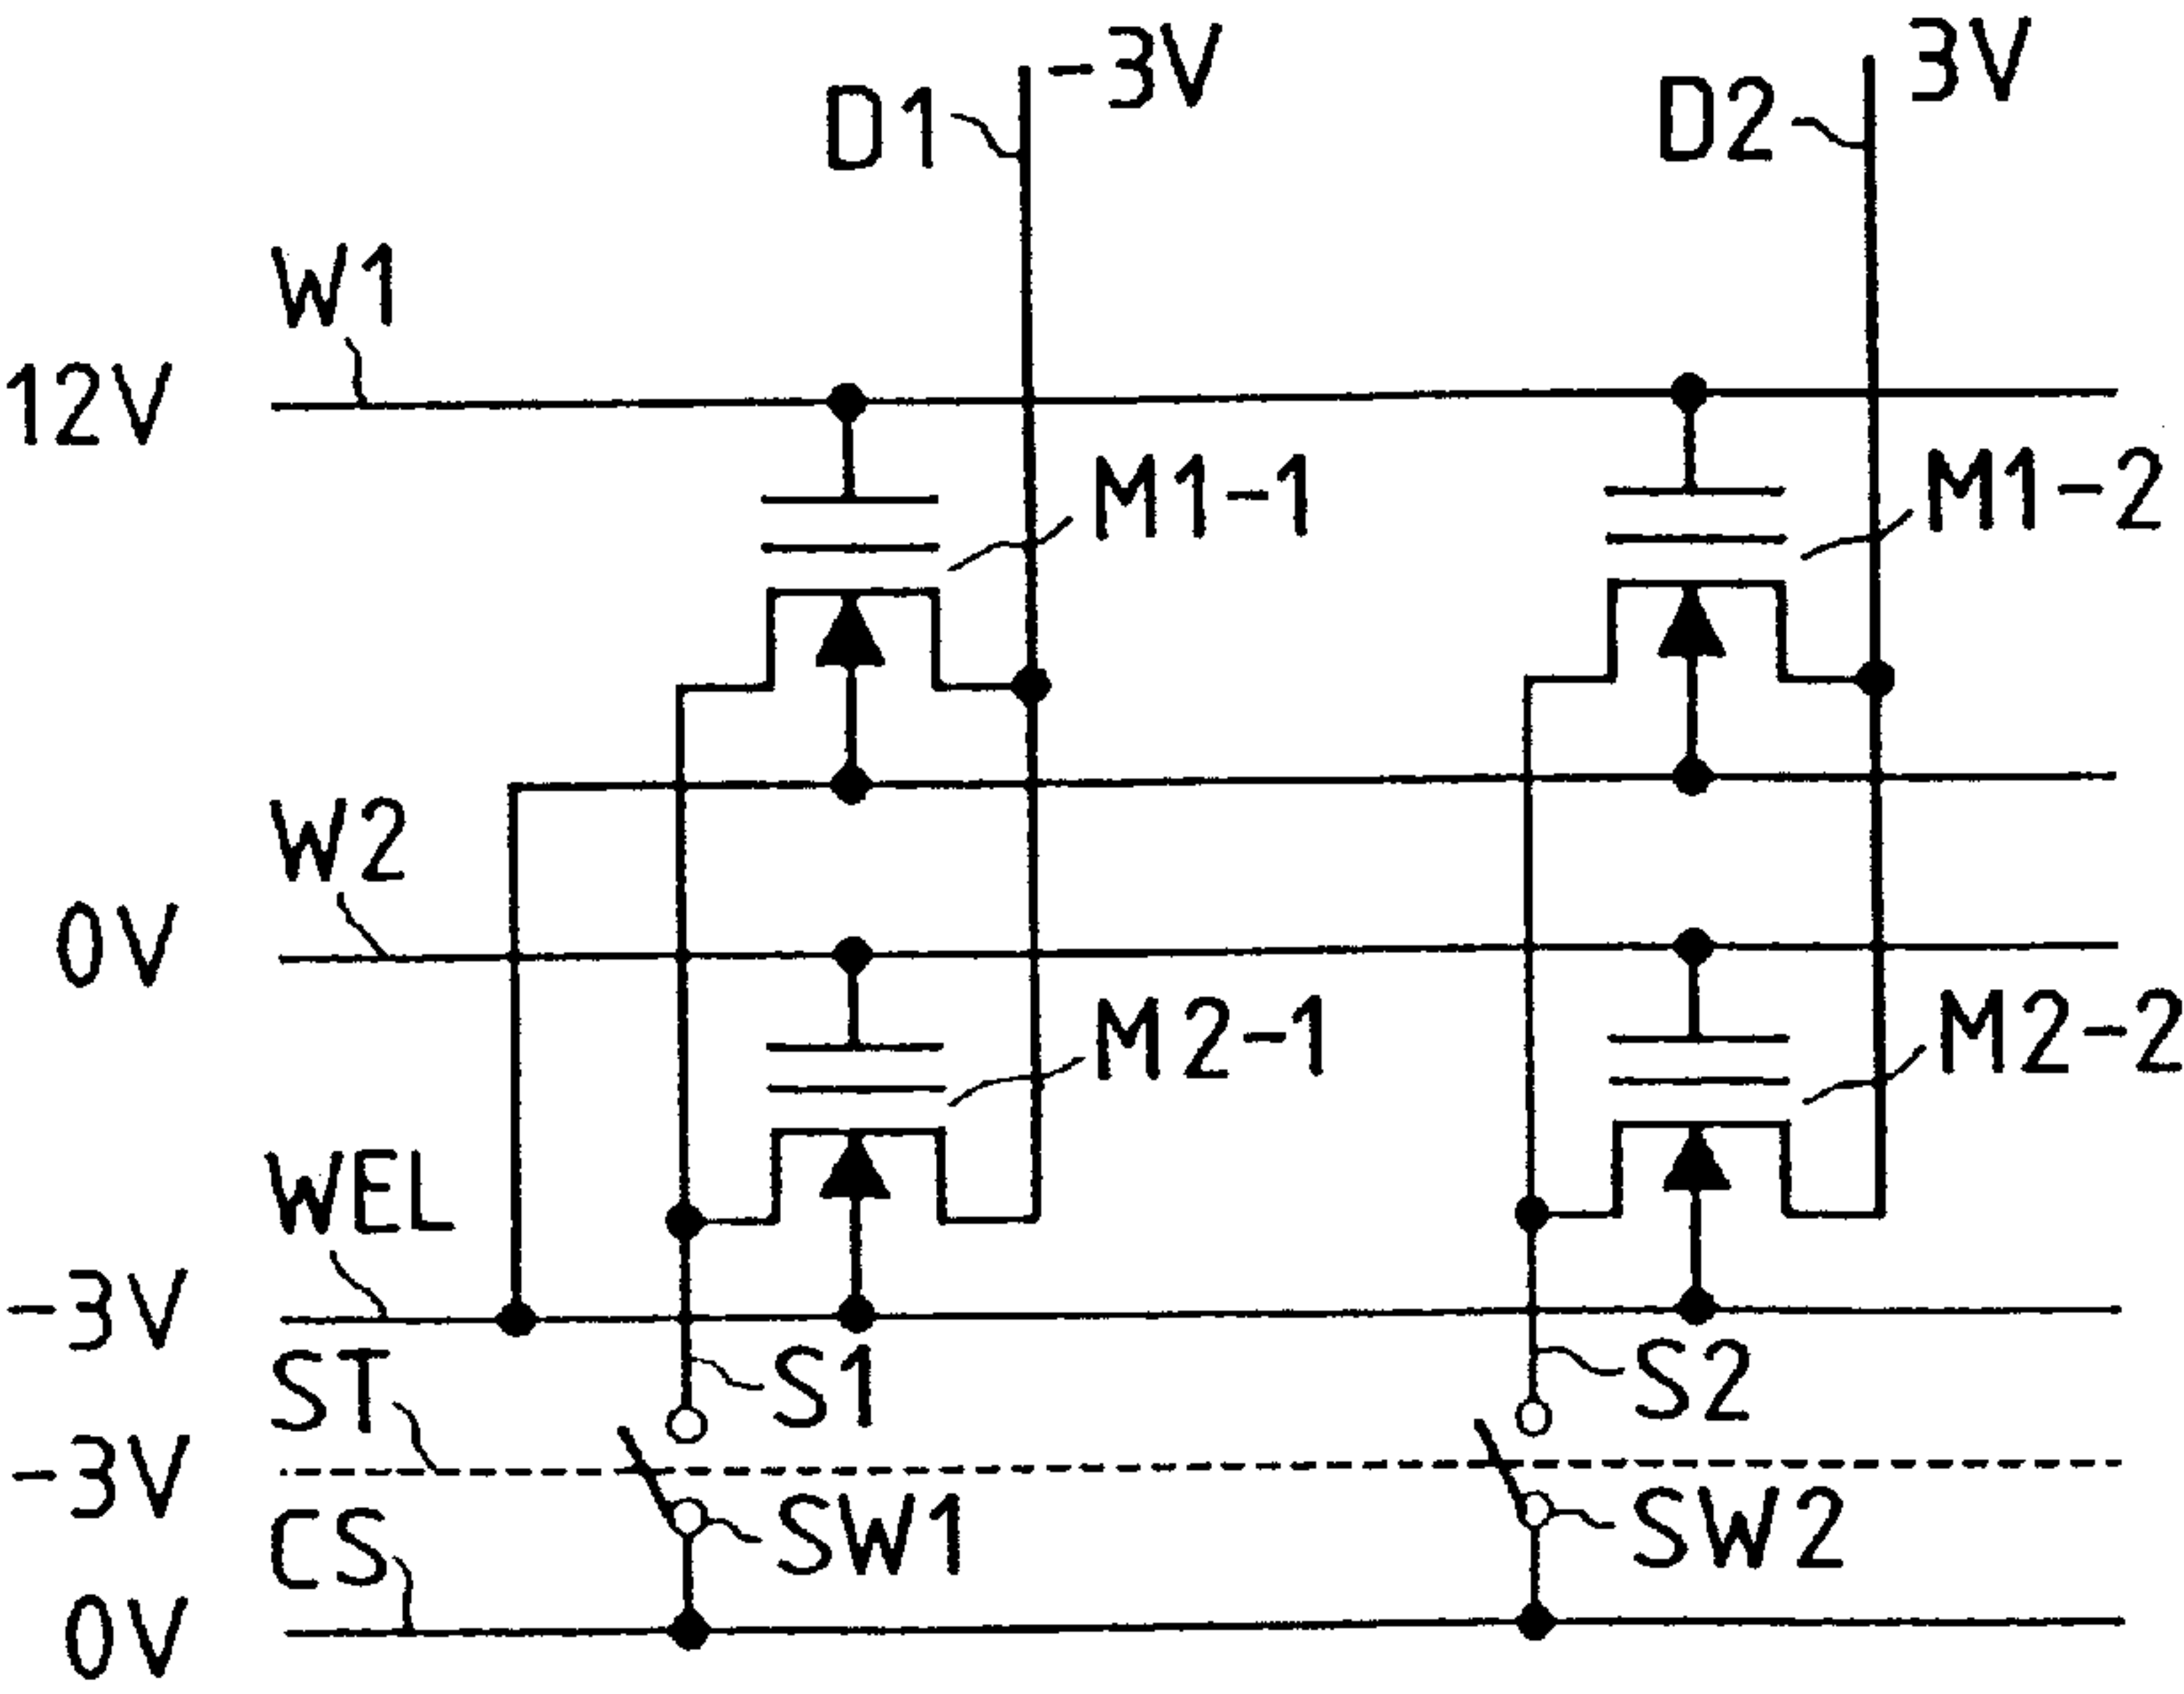 D1 -3V D2 3V
W1
12V
M1-1 M1-2
W2
0V
M2-1 M2-2
WEL
-3V
ST S1 S2
-3V
CS SW1 SW2
0V